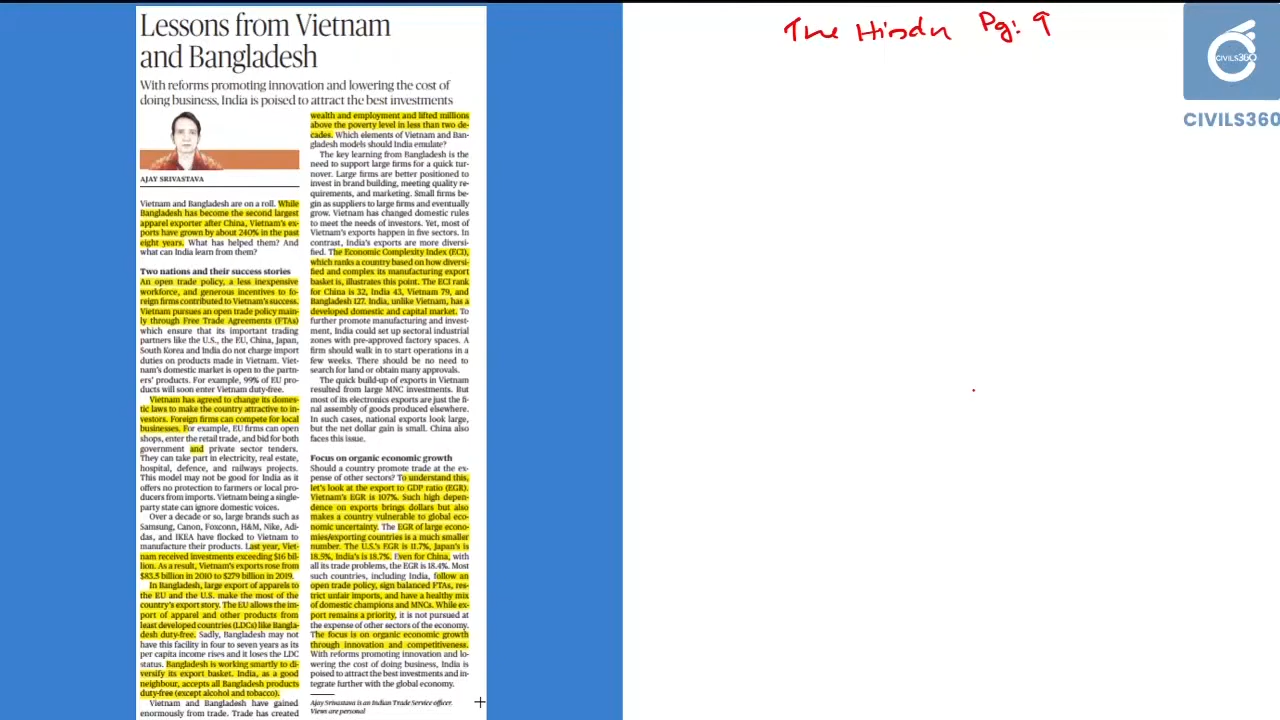 Lessons from Vietnam
and Bangladesh
With reforms promoting innovation and lowering the cost of
doing business, India is poised to attract the best investments
AJAY SRIVASTAVA
Vietnam and Bangladesh are on a roll. While
Bangladesh has become the second largest
apparel exporter after China, Vietnam's ex-
ports have grown by about 240% in the past
eight years. What has helped them? And
what can India learn from them?
Two nations and their success stories
An open trade policy, a less inexpensive
workforce, and generous incentives to fo-
reign firms contributed to Vietnam's success.
Vietnam pursues an open trade policy main-
ly through Free Trade Agreements (FTAs)
which ensure that its important trading
partners like the U.S., the EU, China, Japan,
South Korea and India do not charge import
duties on products made in Vietnam. Viet-
nam's domestic market is open to the partn-
ers' products. For example, 99% of EU pro-
ducts will soon enter Vietnam duty-free.
Vietnam has agreed to change its domes-
tic laws to make the country attractive to in-
vestors. Foreign firms can compete for local
businesses. For example, EU firms can open
shops, enter the retail trade, and bid for both
government and private sector tenders.
They can take part in electricity, real estate,
hospital, defence, and railways projects.
This model may not be good for India as it
offers no protection to farmers or local pro-
ducers from imports. Vietnam being a single-
party state can ignore domestic voices.
Over a decade or so, large brands such as
Samsung, Canon, Foxconn, H&M, Nike, Adi-
das, and IKEA have flocked to Vietnam to
manufacture their products. Last year, Viet-
nam received investments exceeding $16 bil-
lion. As a result, Vietnam's exports rose from
$83.5 billion in 2010 to $279 billion in 2019.
In Bangladesh, large export of apparels to
the EU and the U.S. make the most of the
country's export story. The EU allows the im-
port of apparel and other products from
least developed countries (LDCs) like Bangla-
desh duty-free. Sadly, Bangladesh may not
have this facility in four to seven years as its
per capita income rises and it loses the LDC
status. Bangladesh is working smartly to di-
versify its export basket. India, as a good
neighbour, accepts all Bangladesh products
duty-free (except alcohol and tobacco).
Vietnam and Bangladesh have gained
enormously from trade. Trade has created
wealth and employment and lifted millions
above the poverty level in less than two de-
cades. Which elements of Vietnam and Ban-
gladesh models should India emulate?
The key learning from Bangladesh is the
need to support large firms for a quick tur-
nover. Large firms are better positioned to
invest in brand building, meeting quality re-
quirements, and marketing. Small firms be-
gin as suppliers to large firms and eventually
grow. Vietnam has changed domestic rules
to meet the needs of investors. Yet, most of
Vietnam's exports happen in five sectors. In
contrast, India's exports are more diversi-
fied. The Economic Complexity Index (ECI),
which ranks a country based on how diversi-
fied and complex its manufacturing export
basket is, illustrates this point. The ECI rank
for China is 32, India 43, Vietnam 79, and
Bangladesh 127. India, unlike Vietnam, has a
developed domestic and capital market. To
further promote manufacturing and invest-
ment, India could set up sectoral industrial
zones with pre-approved factory spaces. A
firm should walk in to start operations in a
few weeks. There should be no need to
search for land or obtain many approvals.
The quick build-up of exports in Vietnam
resulted from large MNC investments. But
most of its electronics exports are just the fi-
nal assembly of goods produced elsewhere.
In such cases, national exports look large,
but the net dollar gain is small. China also
faces this issue.
Focus on organic economic growth
Should a country promote trade at the ex-
pense of other sectors? To understand this,
let's look at the export to GDP ratio (EGR).
Vietnam's EGR is 107%. Such high depen-
dence on exports brings dollars but also
makes a country vulnerable to global eco-
nomic uncertainty. The EGR of large econo-
mies/exporting countries is a much smaller
number. The U.S.'s EGR is 11.7%, Japan's is
18.5%, India's is 18.7%. Even for China, with
all its trade problems, the EGR is 18.4%. Most
such countries, including India, follow an
open trade policy, sign balanced FTAs, res-
trict unfair imports, and have a healthy mix
of domestic champions and MNCs. While ex-
port remains a priority, it is not pursued at
the expense of other sectors of the economy.
The focus is on organic economic growth
through innovation and competitiveness.
With reforms promoting innovation and lo-
wering the cost of doing business, India is
poised to attract the best investments and in-
tegrate further with the global economy.
Ajay Srivastava is an Indian Trade Service officer.
Views are personal
The Hindu Pg: 9
CIVILS360
CIVILS360